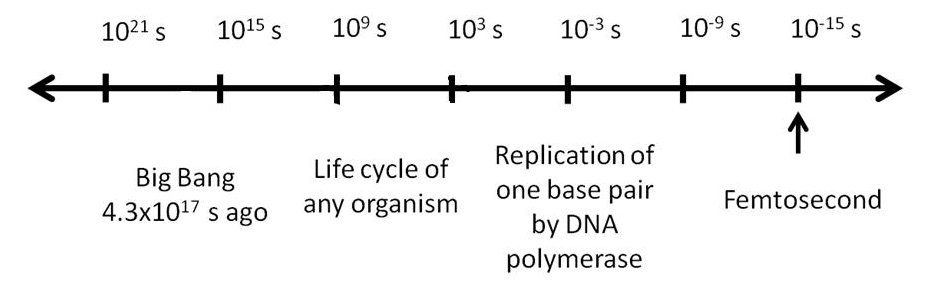 10²¹ s 10¹⁵ s 10⁹ s 10³ s 10⁻³ s 10⁻⁹ s 10⁻¹⁵ s
Big Bang
4.3x10¹⁷ s ago
Life cycle of
any organism
Replication of
one base pair
by DNA
polymerase
Femtosecond